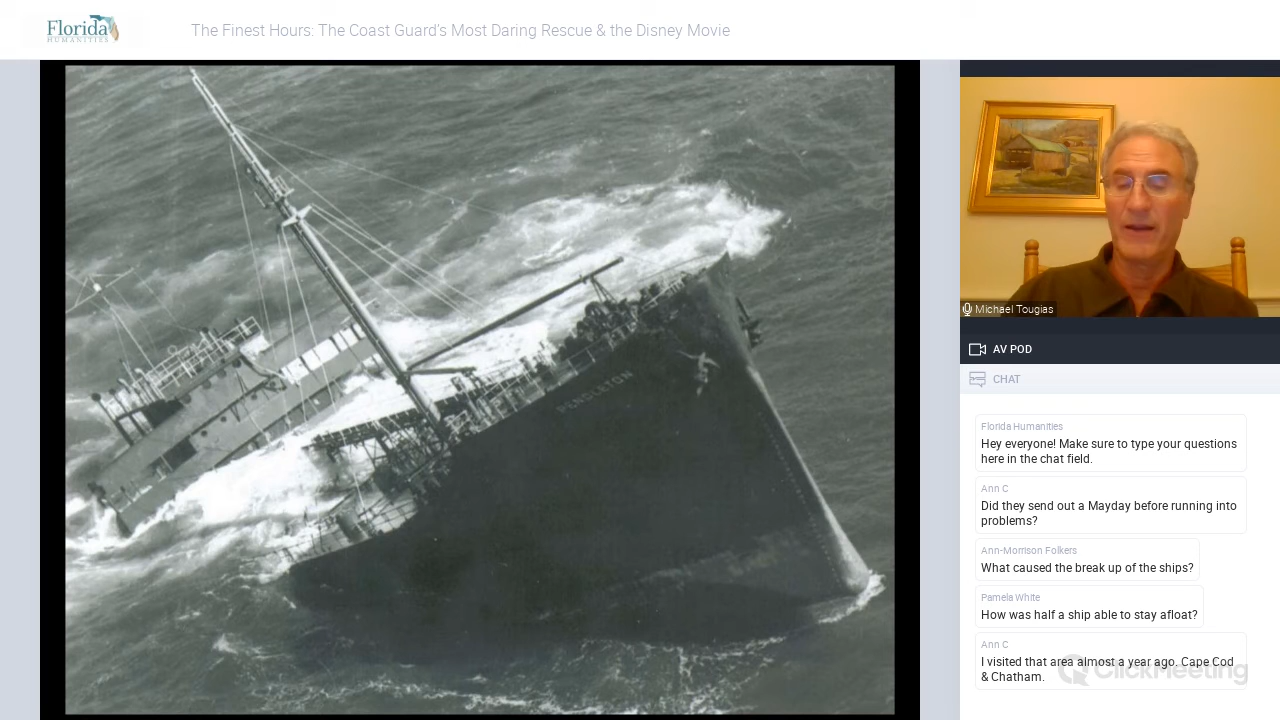 Florida
HUMANITIES
The Finest Hours: The Coast Guard's Most Daring Rescue & the Disney Movie
PENDLETON
Michael Tougias
AV POD
CHAT
Florida Humanities
Hey everyone! Make sure to type your questions
here in the chat field.
Ann C
Did they send out a Mayday before running into
problems?
Ann-Morrison Folkers
What caused the break up of the ships?
Pamela White
How was half a ship able to stay afloat?
Ann C
I visited that area almost a year ago. Cape Cod
& Chatham.
ClickMeeting